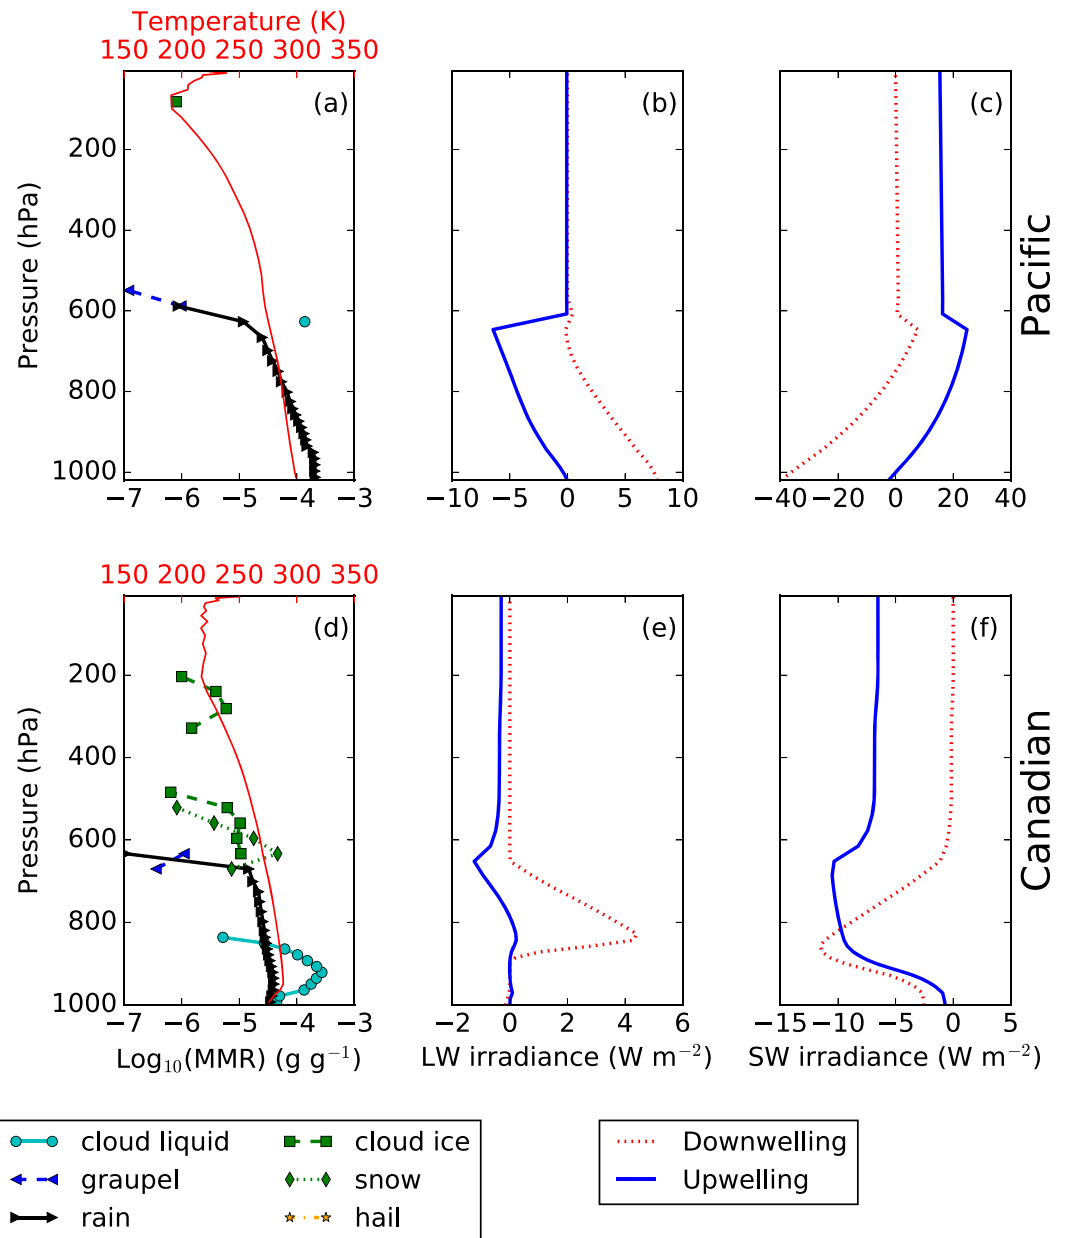 Temperature (K)
150 200 250 300 350
(a) (b) (c)
200
400
600
800
1000
Pressure (hPa)
Pacific
−7 −6 −5 −4 −3 −10 −5 0 5 10 −40 −20 0 20 40
150 200 250 300 350
(d) (e) (f)
200
400
600
800
1000
Pressure (hPa)
Canadian
−7 −6 −5 −4 −3 −2 0 2 4 6 −15 −10 −5 0 5
Log₁₀(MMR) (g g⁻¹) LW irradiance (W m⁻²) SW irradiance (W m⁻²)
cloud liquid cloud ice Downwelling
graupel snow Upwelling
rain hail